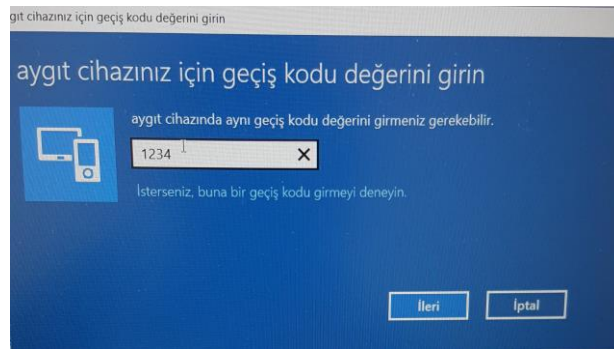 cihazınız için geçiş kodu değerini girin
aygıt cihazınız için geçiş kodu değerini girin
aygıt cihazında aynı geçiş kodu değerini girmeniz gerekebilir.
1234
İsterseniz, buna bir geçiş kodu girmeyi deneyin.
İleri
İptal